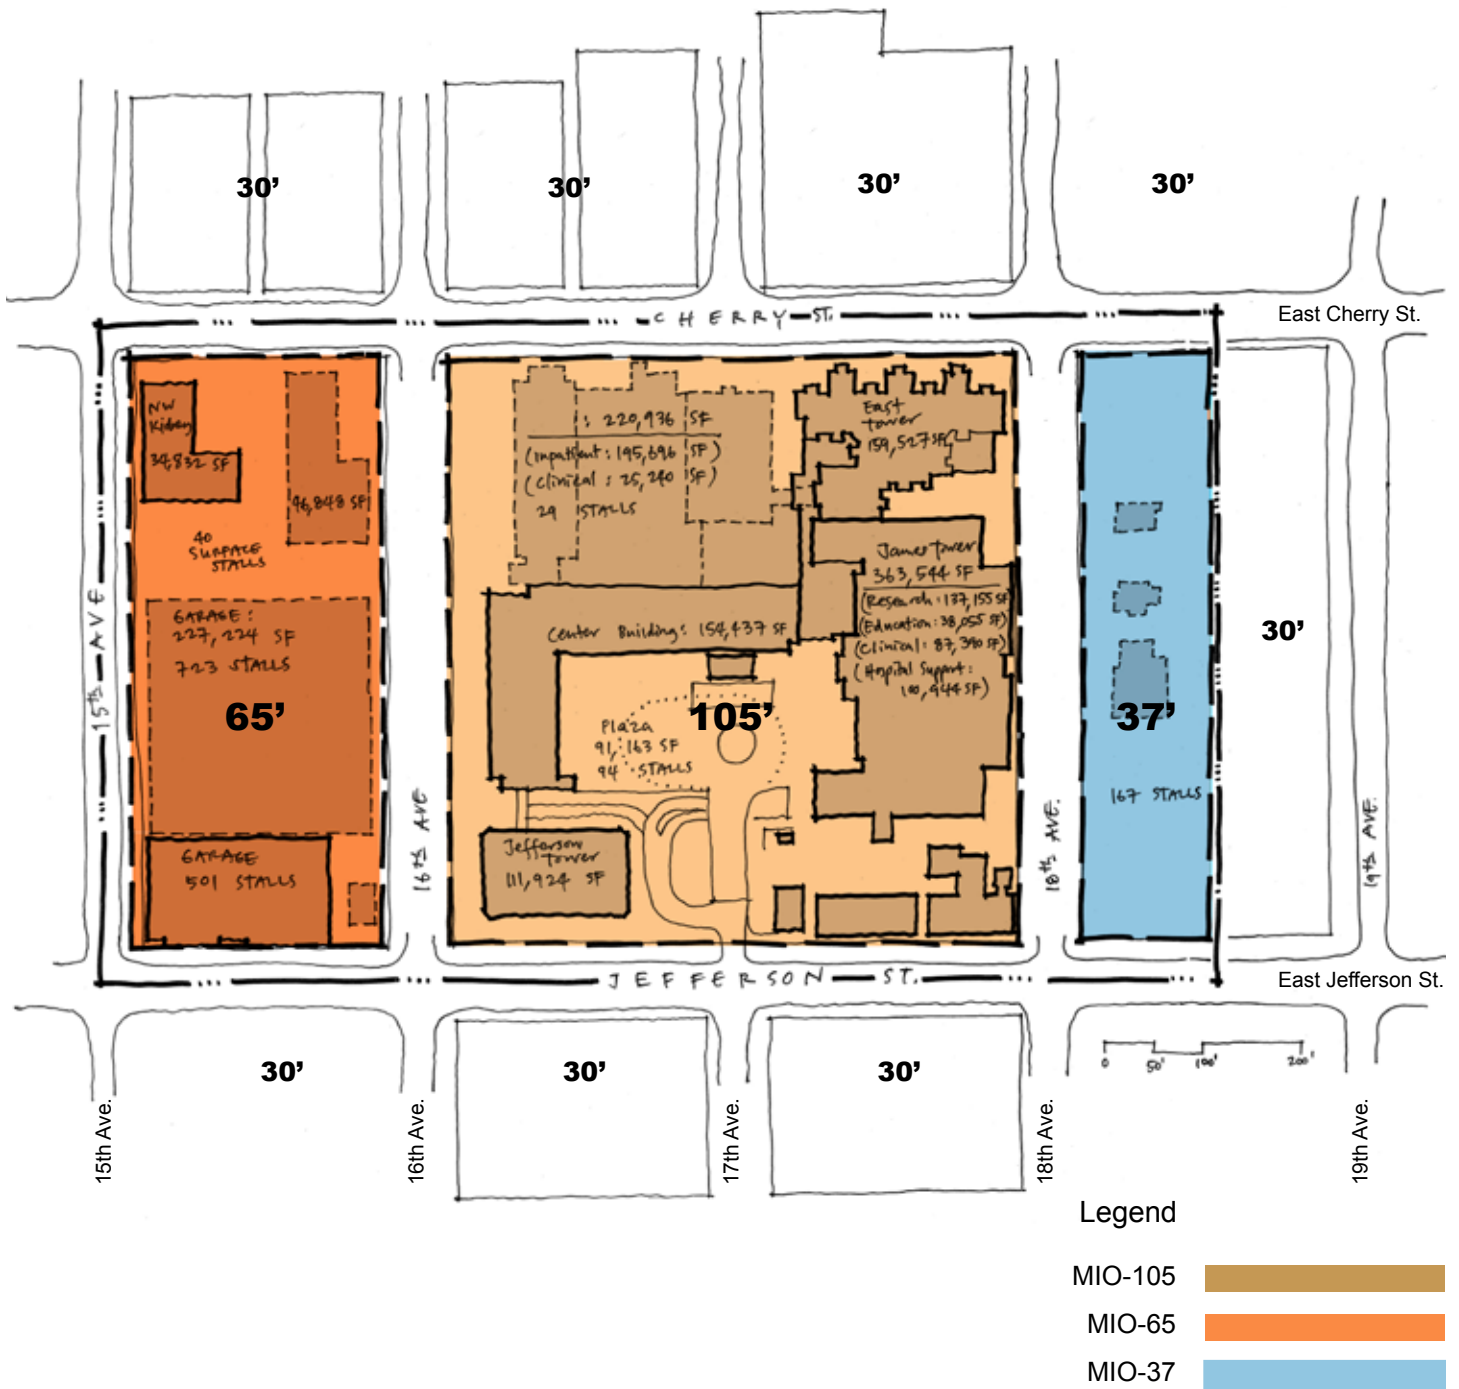 30’
30’
30’
30’
CHERRY ST.
East Cherry St.
NW
Kidney
34,832 SF
46,848 SF
40
SURFACE
STALLS
GARAGE:
227,224 SF
723 STALLS
65’
GARAGE
501 STALLS
15th AVE
16th AVE
: 220,936 SF
(Inpatient: 195,696 SF)
(Clinical: 25,240 SF)
29 STALLS
East
tower
159,527 SF
James tower
363,544 SF
(Research: 137,155 SF)
(Education: 38,055 SF)
(Clinical: 87,390 SF)
(Hospital Support:
100,944 SF)
Center Building: 154,437 SF
105’
Plaza
91,163 SF
94 STALLS
Jefferson
tower
111,924 SF
37’
167 STALLS
18th AVE.
30’
19th AVE.
JEFFERSON ST.
East Jefferson St.
30’
30’
30’
0 50' 100' 200'
15th Ave.
16th Ave.
17th Ave.
18th Ave.
19th Ave.
Legend
MIO-105
MIO-65
MIO-37